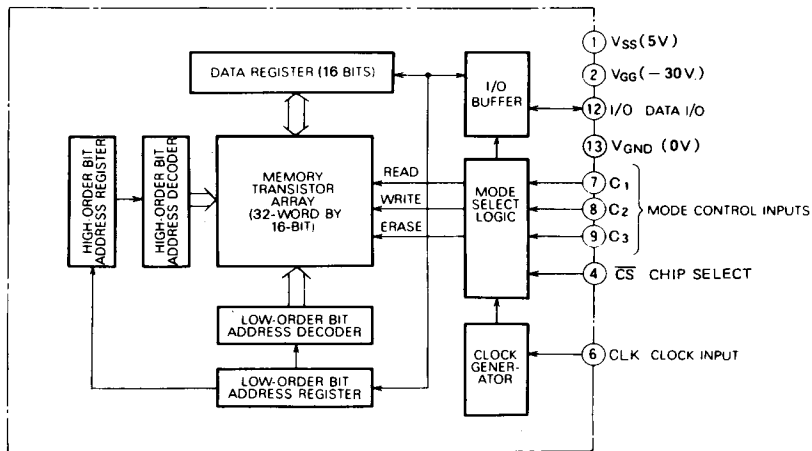 DATA REGISTER (16 BITS)
I/O
BUFFER
1 VSS (5V)
2 VGG (−30V)
12 I/O DATA I/O
13 VGND (0V)
HIGH-ORDER BIT
ADDRESS REGISTER
HIGH-ORDER BIT
ADDRESS DECODER
MEMORY
TRANSISTOR
ARRAY
(32-WORD BY
16-BIT)
READ
WRITE
ERASE
MODE
SELECT
LOGIC
7 C1
8 C2
9 C3
MODE CONTROL INPUTS
4 C̅S̅ CHIP SELECT
LOW-ORDER BIT
ADDRESS DECODER
LOW-ORDER BIT
ADDRESS REGISTER
CLOCK
GENER-
ATOR
6 CLK CLOCK INPUT